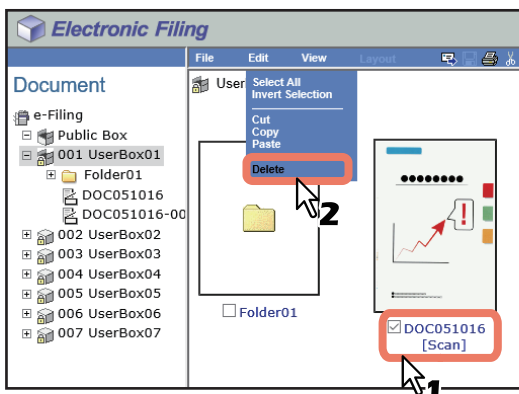 Electronic Filing
File Edit View Layout
Document
e-Filing
Public Box
001 UserBox01
Folder01
DOC051016
DOC051016-00
002 UserBox02
003 UserBox03
004 UserBox04
005 UserBox05
006 UserBox06
007 UserBox07
User
Select All
Invert Selection
Cut
Copy
Paste
Delete
2
!
Folder01
DOC051016
[Scan]
1